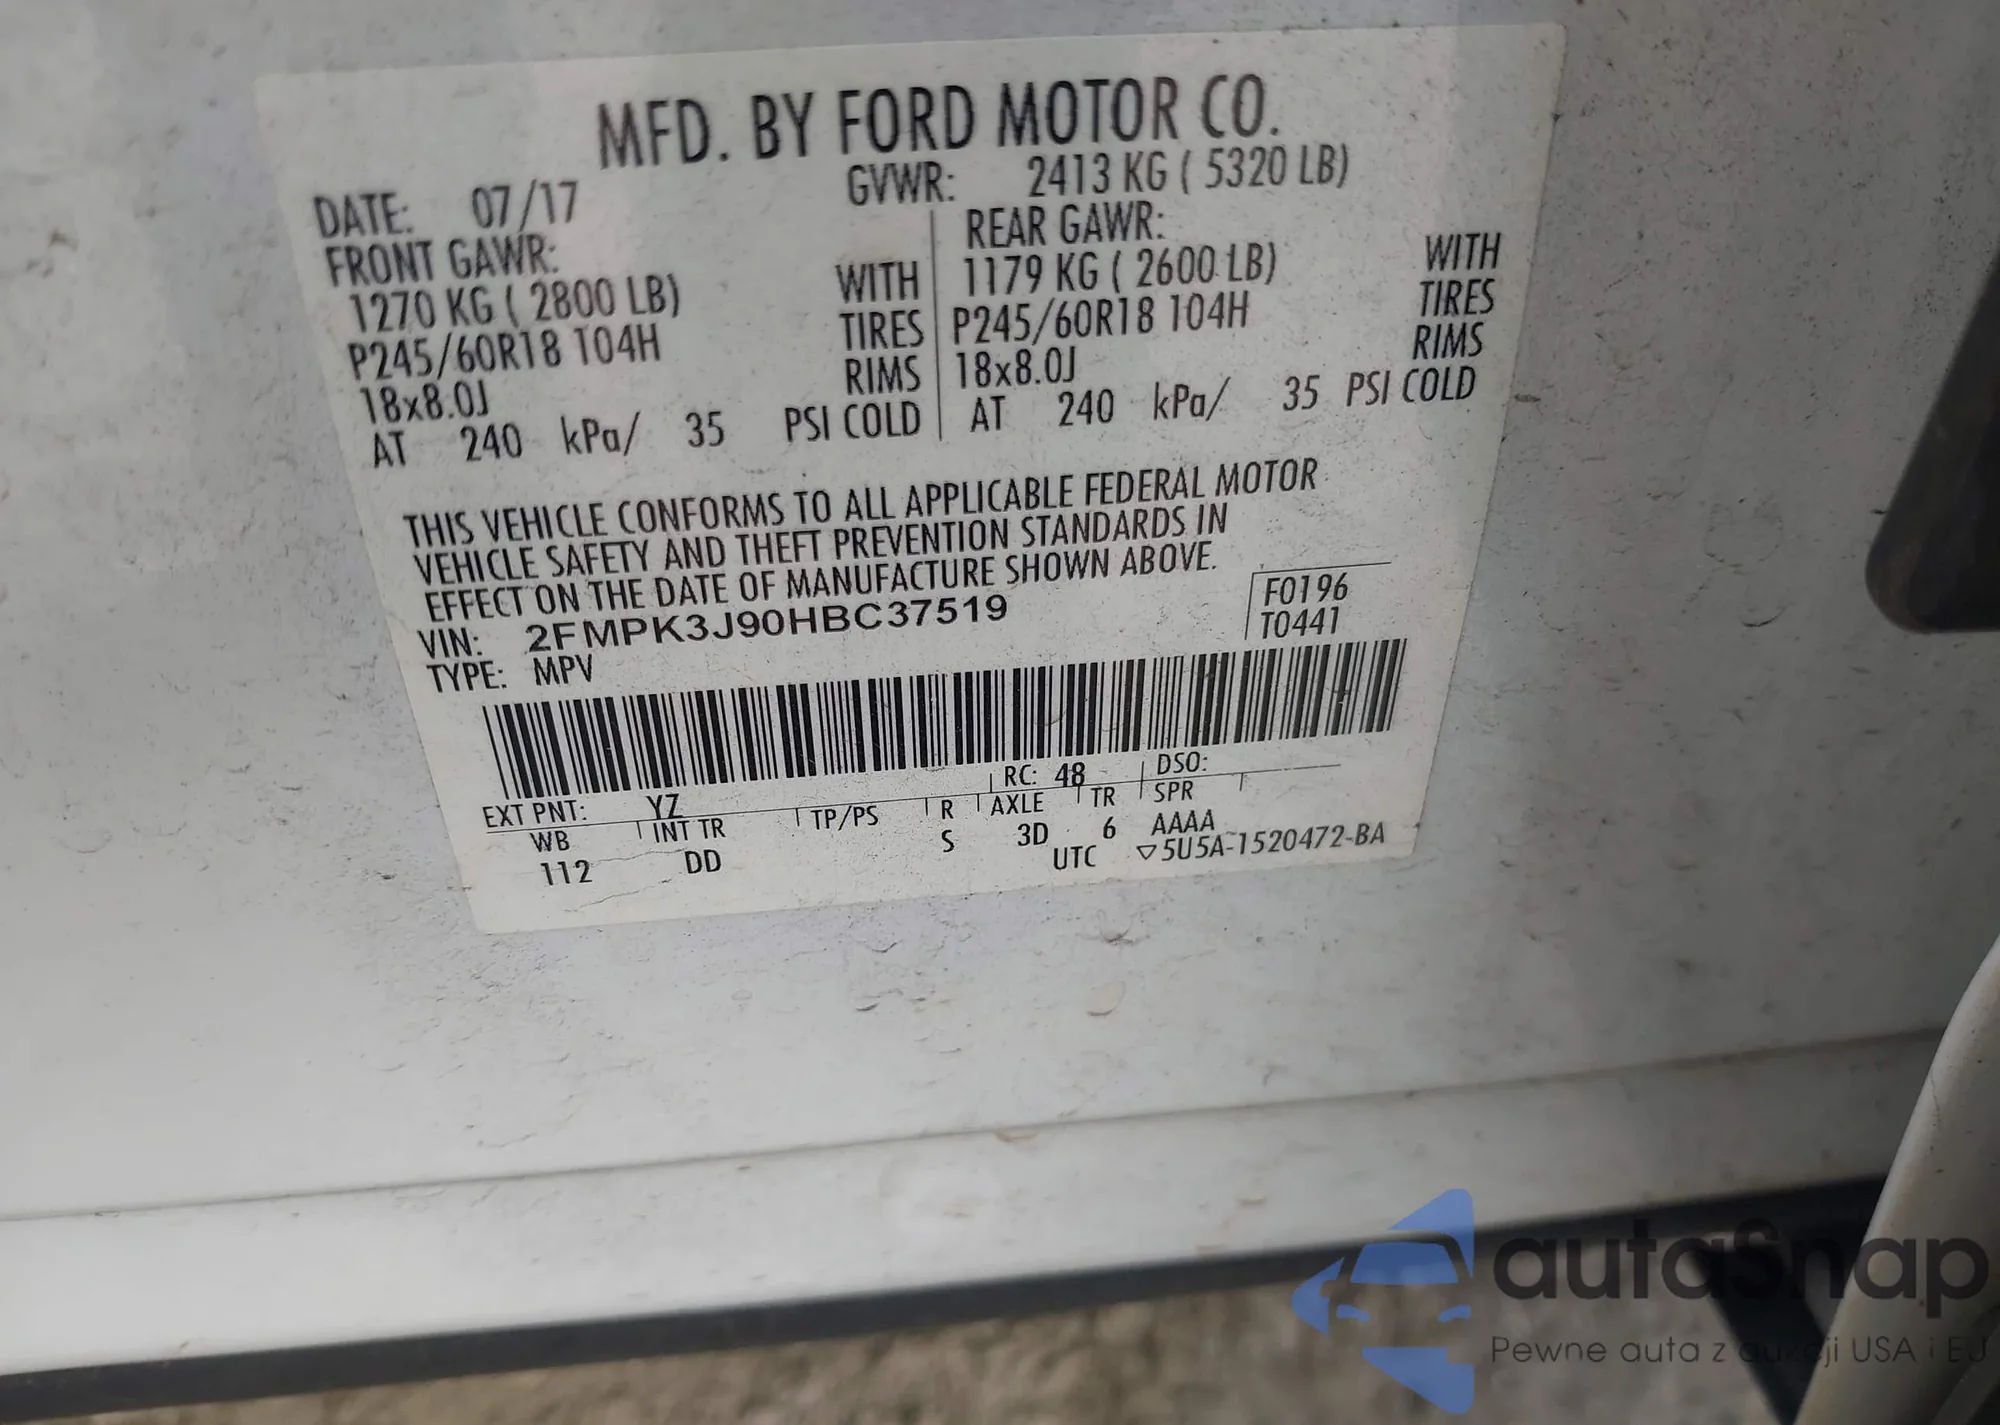 MFD. BY FORD MOTOR CO.
DATE: 07/17 GVWR: 2413 KG ( 5320 LB)
FRONT GAWR: REAR GAWR:
1270 KG ( 2800 LB) WITH 1179 KG ( 2600 LB) WITH
P245/60R18 104H TIRES P245/60R18 104H TIRES
18x8.0J RIMS 18x8.0J RIMS
AT 240 kPa/ 35 PSI COLD AT 240 kPa/ 35 PSI COLD
THIS VEHICLE CONFORMS TO ALL APPLICABLE FEDERAL MOTOR
VEHICLE SAFETY AND THEFT PREVENTION STANDARDS IN
EFFECT ON THE DATE OF MANUFACTURE SHOWN ABOVE.
VIN: 2FMPK3J90HBC37519 F0196
TYPE: MPV T0441
EXT PNT: YZ RC: 48 DSO:
WB INT TR TP/PS R AXLE TR SPR
112 DD S 3D 6 AAAA
UTC ▽5U5A-1520472-BA
autaSnap
Pewne auta z aukcji USA i EU